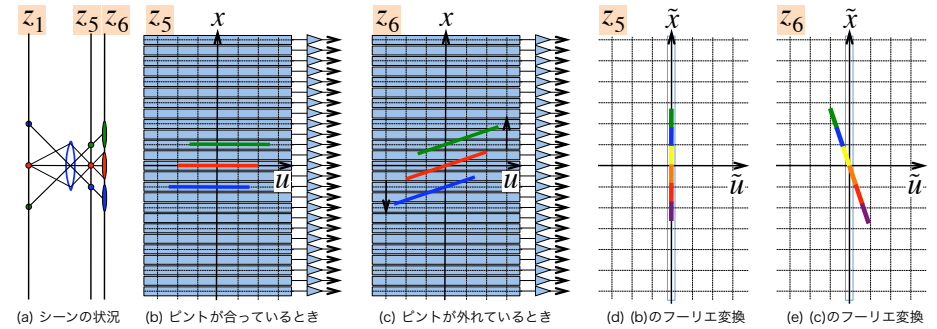 z₁ z₅ z₆
z₅ x
u
z₆ x
u
z₅ x̃
ũ
z₆ x̃
ũ
(a) シーンの状況 (b) ピントが合っているとき (c) ピントが外れているとき (d) (b)のフーリエ変換 (e) (c)のフーリエ変換